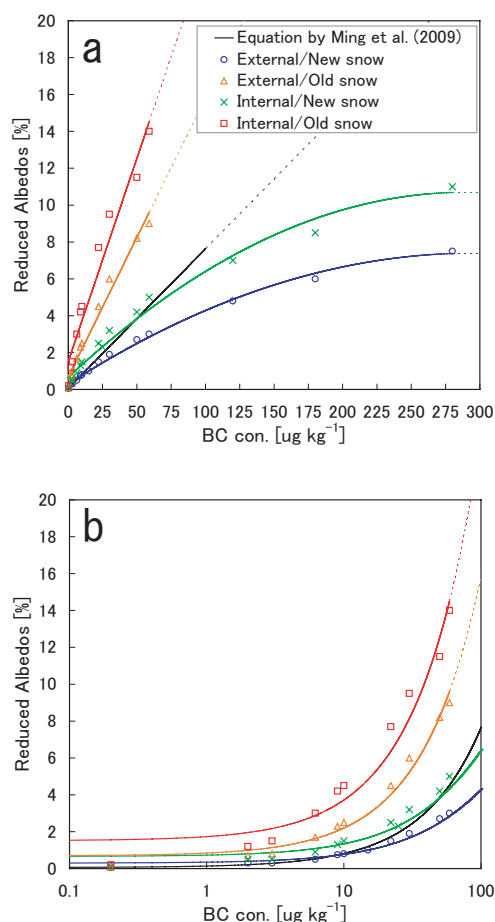 a
Equation by Ming et al. (2009)
External/New snow
External/Old snow
Internal/New snow
Internal/Old snow
Reduced Albedos [%]
20
18
16
14
12
10
8
6
4
2
0
0 25 50 75 100 125 150 175 200 225 250 275 300
BC con. [ug kg⁻¹]
b
Reduced Albedos [%]
20
18
16
14
12
10
8
6
4
2
0
0.1 1 10 100
BC con. [ug kg⁻¹]